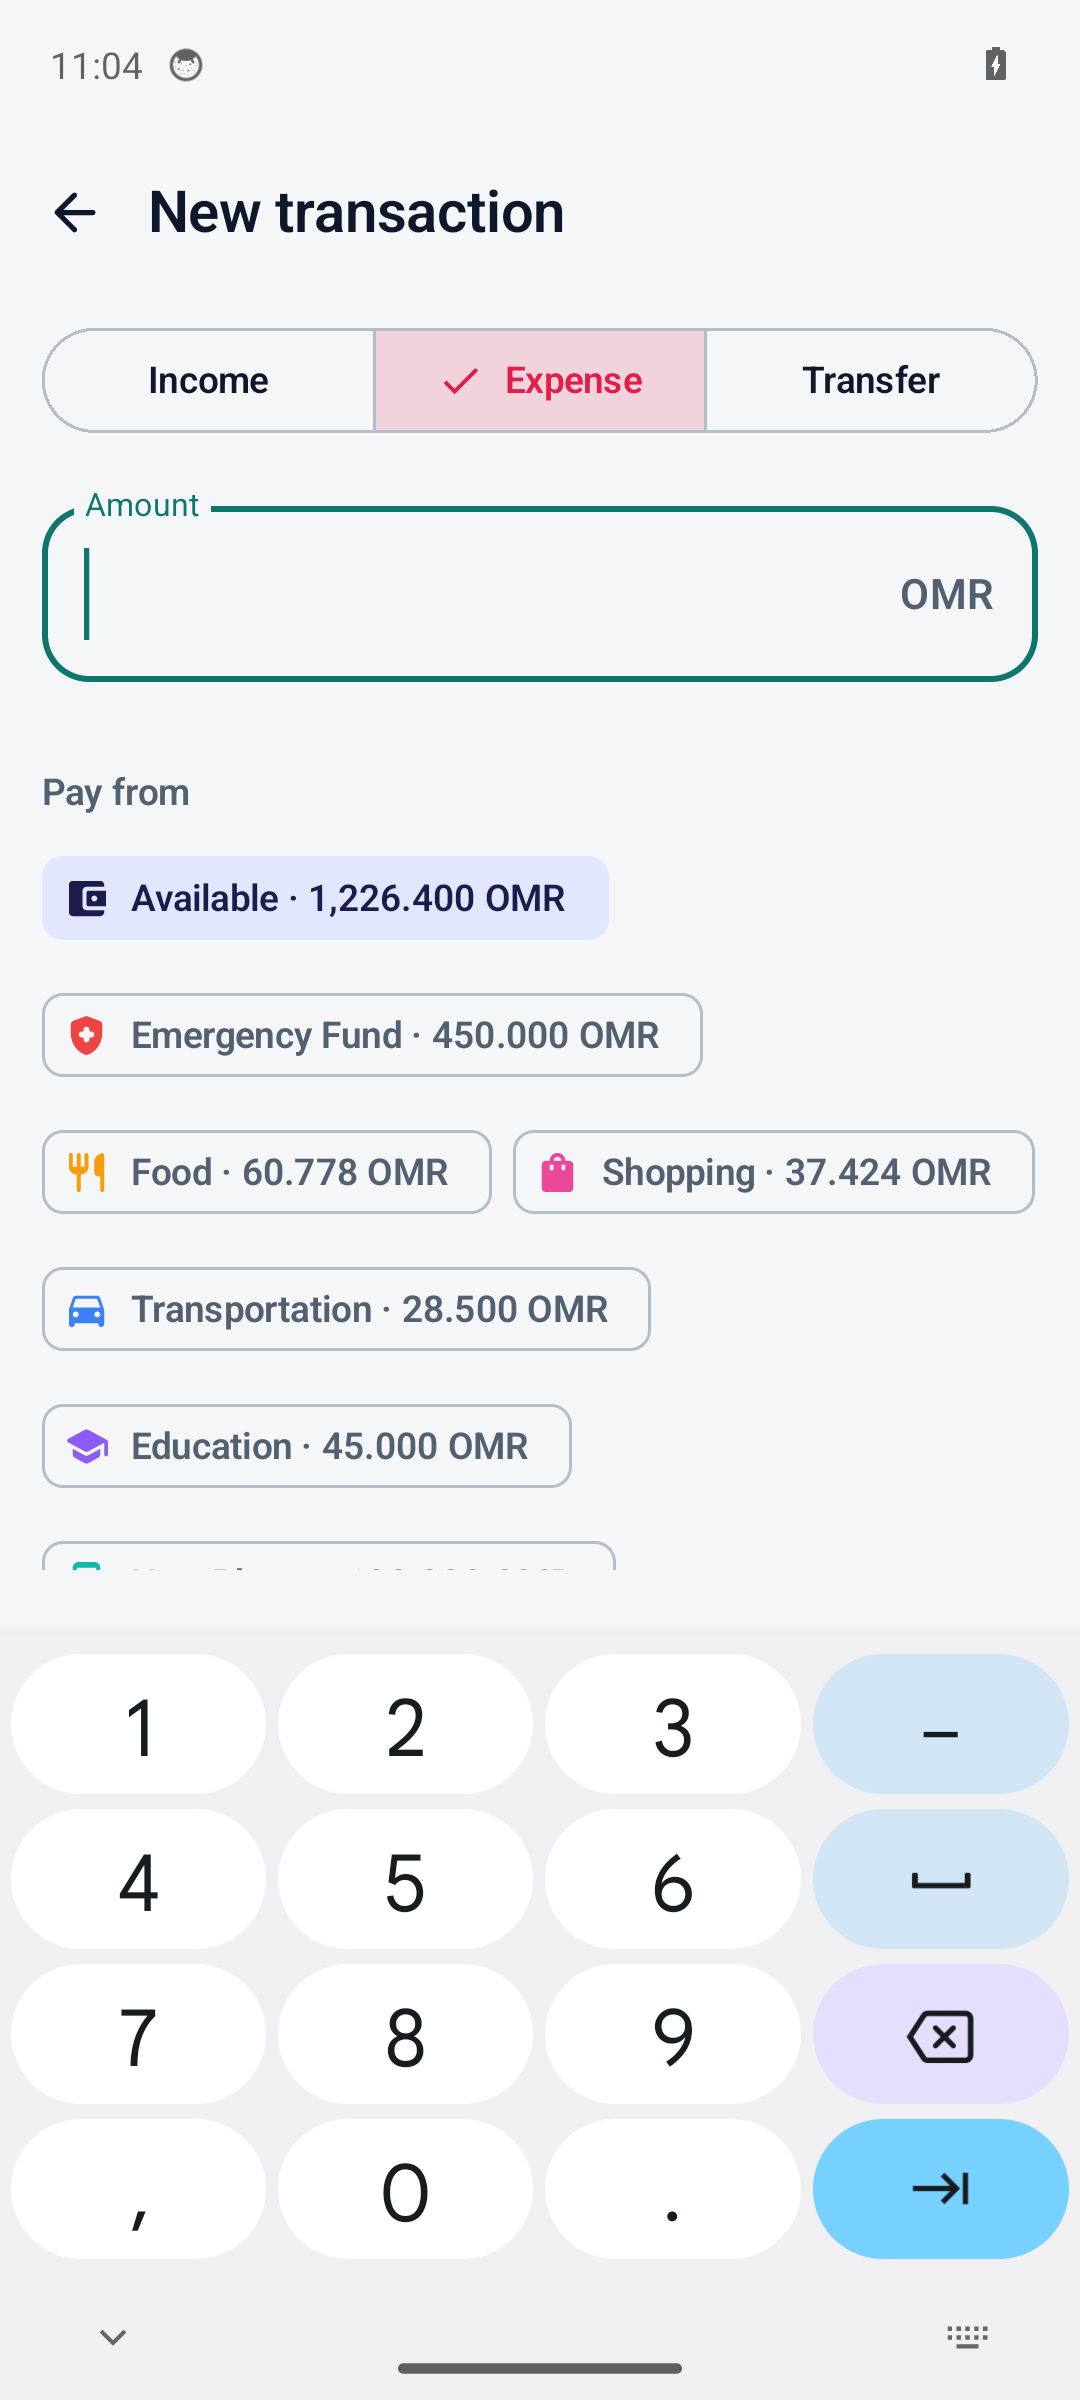 11:04
New transaction
Income
Expense
Transfer
Amount
OMR
Pay from
Available · 1,226.400 OMR
Emergency Fund · 450.000 OMR
Food · 60.778 OMR
Shopping · 37.424 OMR
Transportation · 28.500 OMR
Education · 45.000 OMR
1
2
3
–
4
5
6
7
8
9
,
0
.